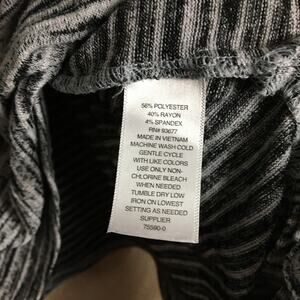 56% POLYESTER
40% RAYON
4% SPANDEX
RN# 93677
MADE IN VIETNAM
MACHINE WASH COLD
GENTLE CYCLE
WITH LIKE COLORS
USE ONLY NON-
CHLORINE BLEACH
WHEN NEEDED
TUMBLE DRY LOW
IRON ON LOWEST
SETTING AS NEEDED
SUPPLIER
75590-0